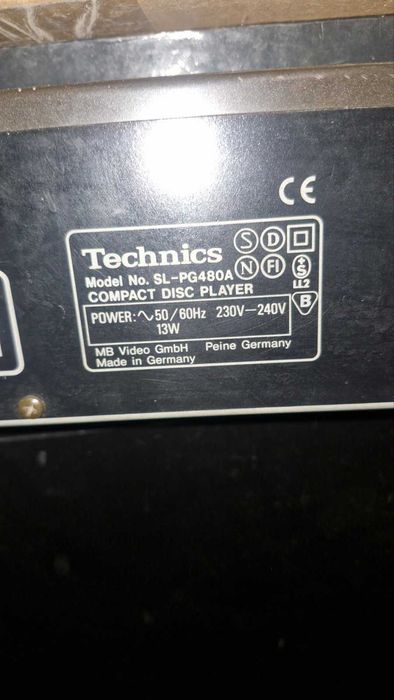 CE
Technics S D
Model No. SL-PG480A N FI
COMPACT DISC PLAYER LL2
POWER: ∿ 50/60Hz 230V—240V B
13W
MB Video GmbH Peine Germany
Made in Germany